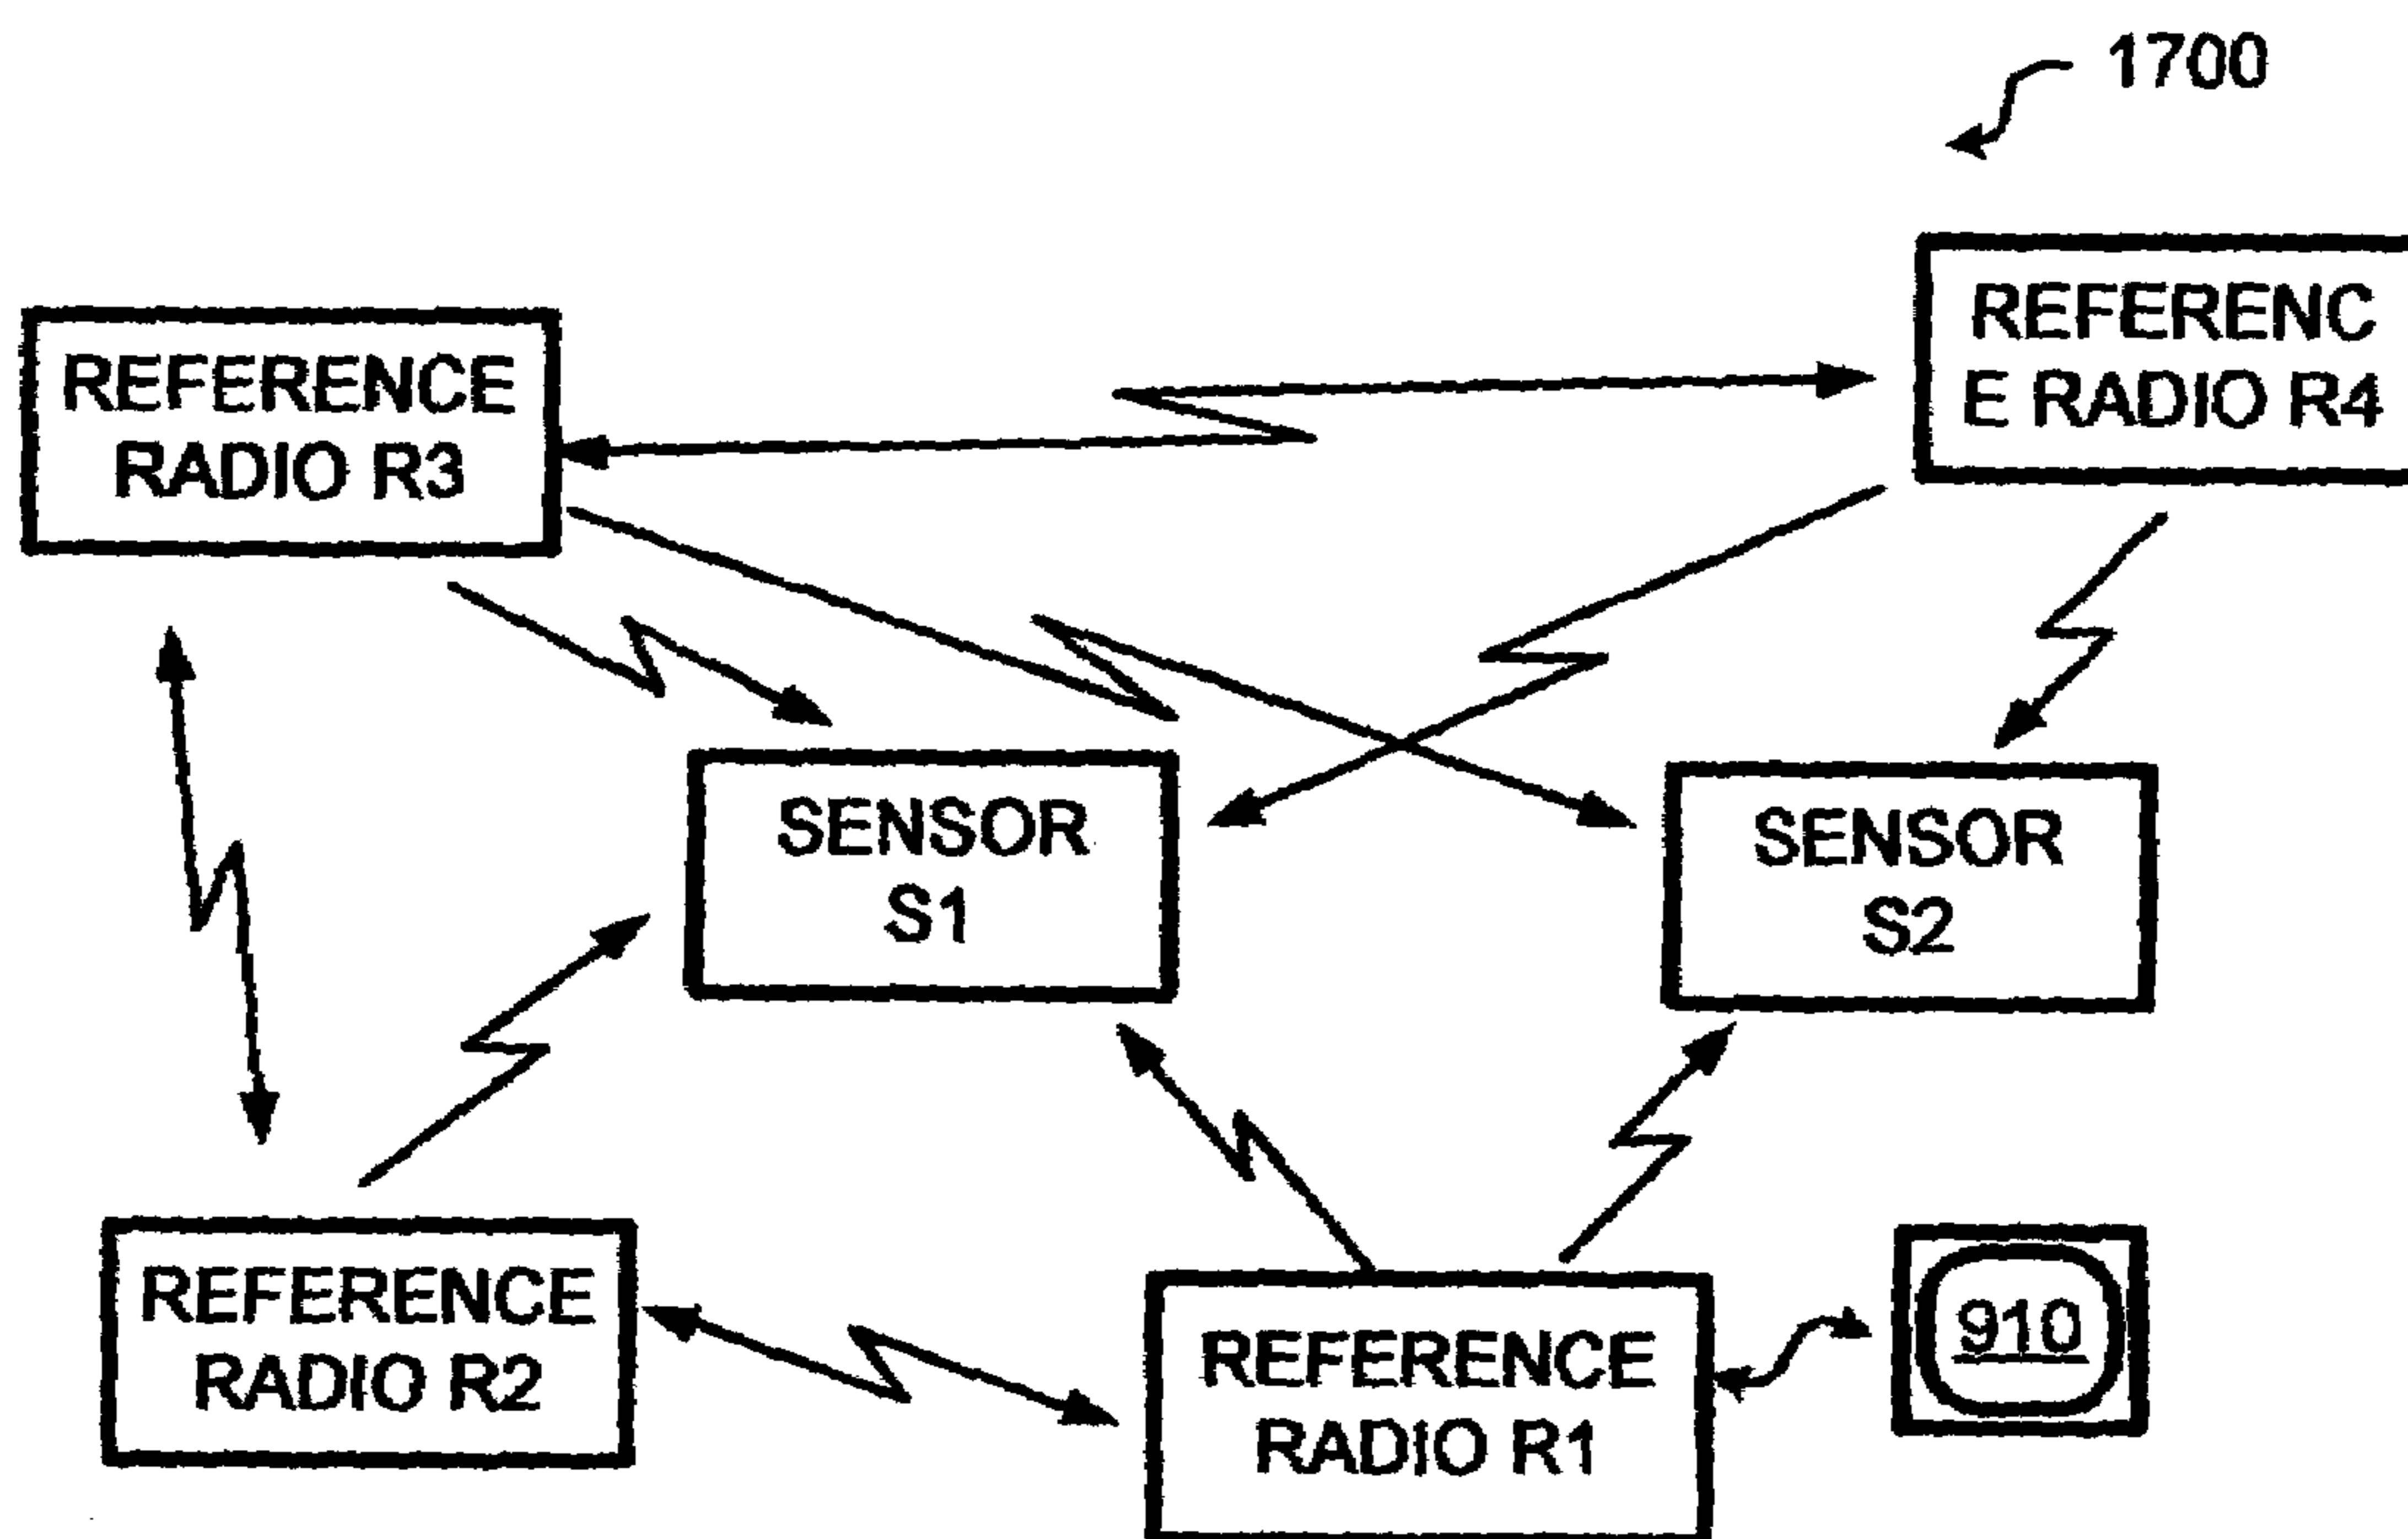 1700
REFERENC
E RADIO R4
REFERENCE
RADIO R3
SENSOR
S1
SENSOR
S2
REFERENCE
RADIO R2
REFERENCE
RADIO R1
910